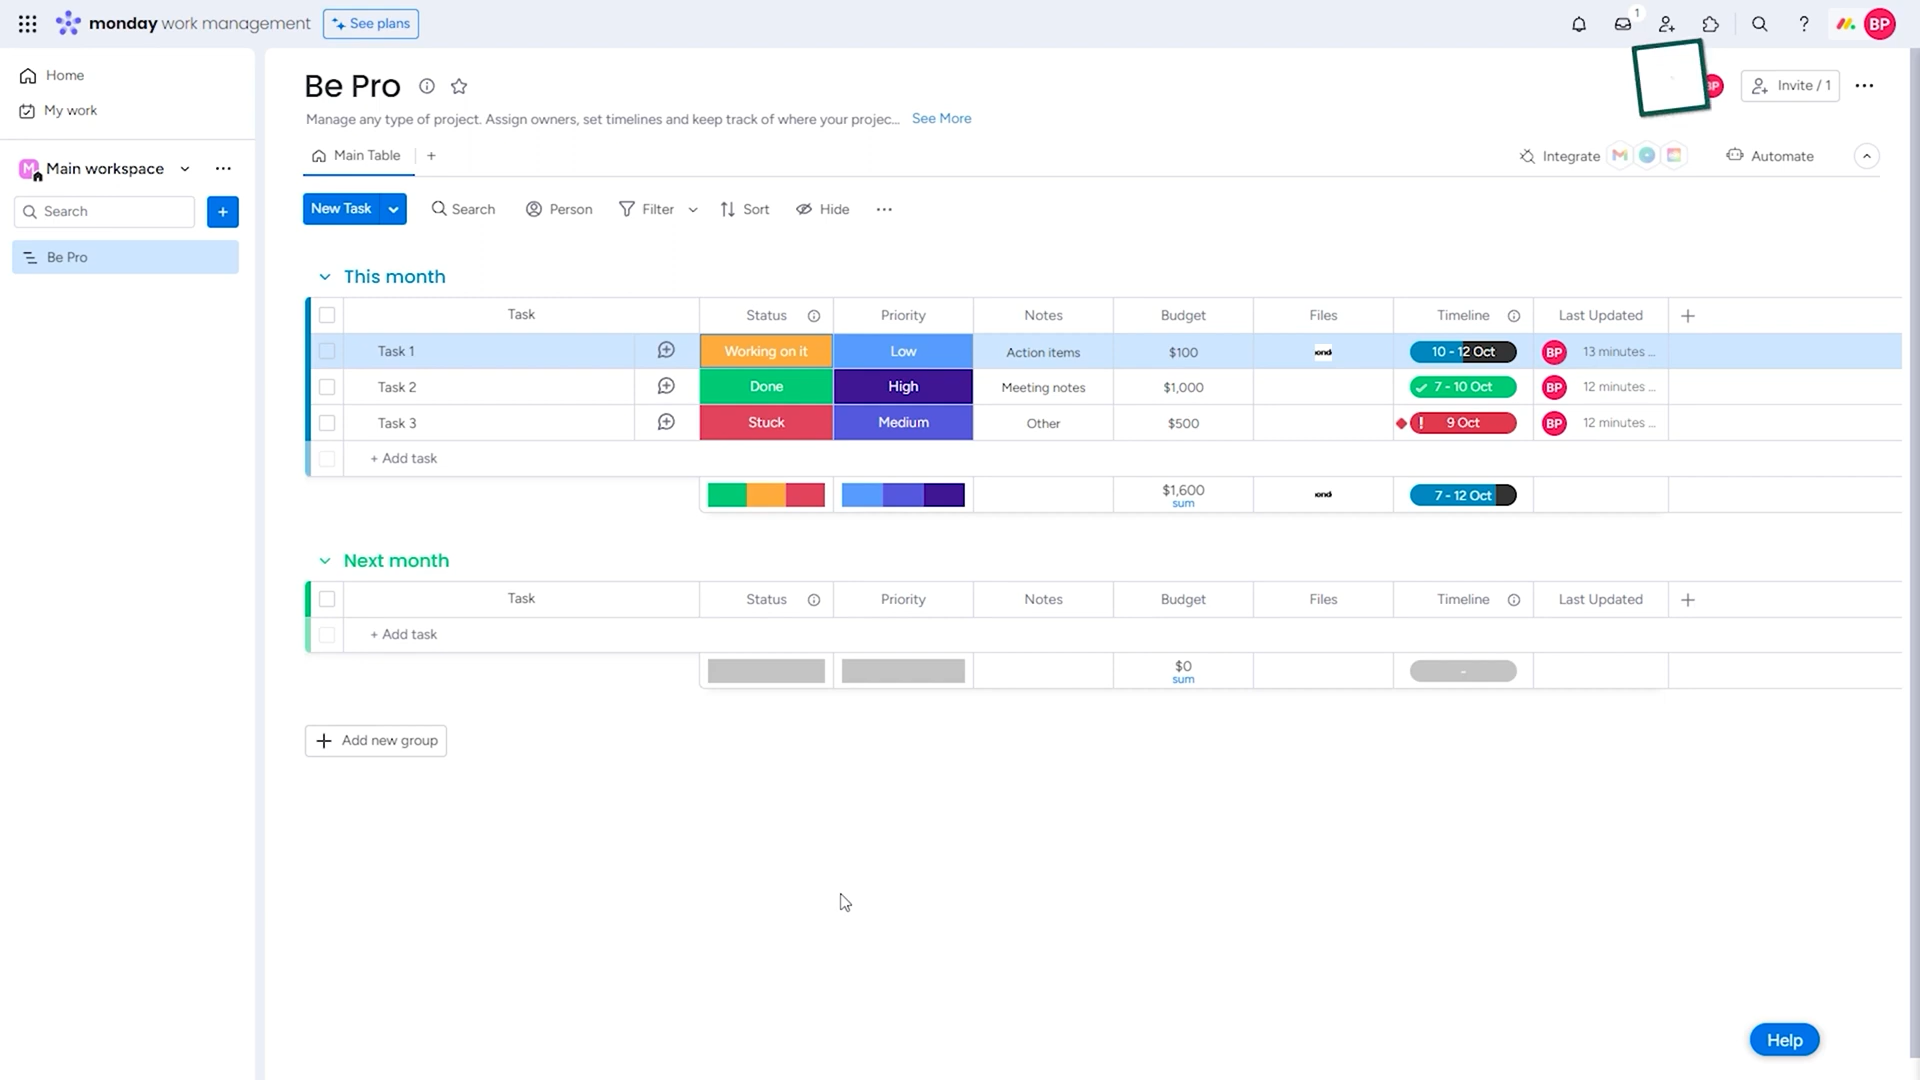 monday work management See plans
1
BP
Home
My work
M Main workspace
Search
Be Pro
Be Pro
Invite / 1
Manage any type of project. Assign owners, set timelines and keep track of where your projec... See More
Main Table
Integrate
Automate
New Task Search Person Filter Sort Hide
This month
Task Status Priority Notes Budget Files Timeline Last Updated
Task 1 Working on it Low Action items $100 10 - 12 Oct BP 13 minutes ...
Task 2 Done High Meeting notes $1,000 7 - 10 Oct BP 12 minutes ...
Task 3 Stuck Medium Other $500 ! 9 Oct BP 12 minutes ...
+ Add task
$1,600 7 - 12 Oct
sum
Next month
Task Status Priority Notes Budget Files Timeline Last Updated
+ Add task
$0 -
sum
+ Add new group
Help